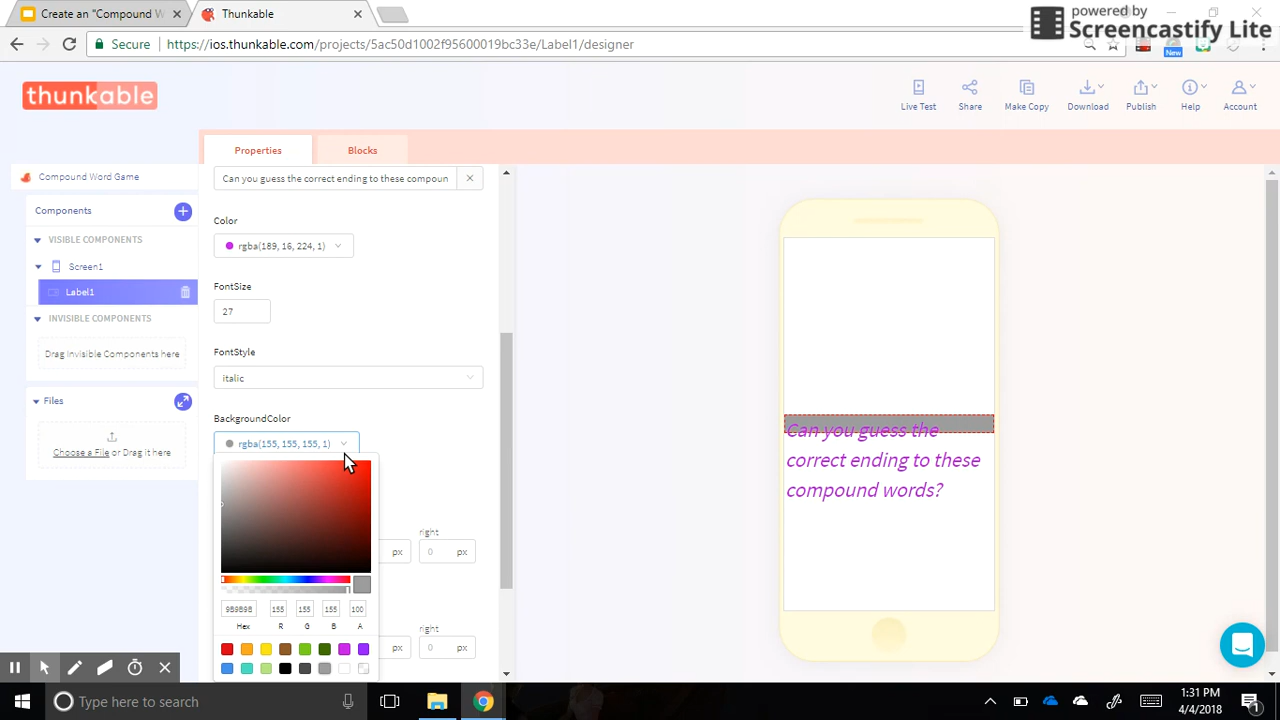 Create an "Compound W
Thunkable
powered by
Screencastify Lite
Secure
https://ios.thunkable.com/projects/5ac50d1002f95f0119b333e/Label1/designer
New
thunkable
Live Test
Share
Make Copy
Download
Publish
Help
Account
Properties
Blocks
Compound Word Game
Components
VISIBLE COMPONENTS
Screen1
Label1
INVISIBLE COMPONENTS
Drag Invisible Components here
Files
Choose a File or Drag it here
Can you guess the correct ending to these compoun
Color
rgba(189, 16, 224, 1)
FontSize
27
FontStyle
italic
BackgroundColor
rgba(155, 155, 155, 1)
right
px
0 px
9B9B9B 155 155 155 100
Hex R G B A
right
px
0 px
Can you guess the
correct ending to these
compound words?
Type here to search
1:31 PM
4/4/2018
1